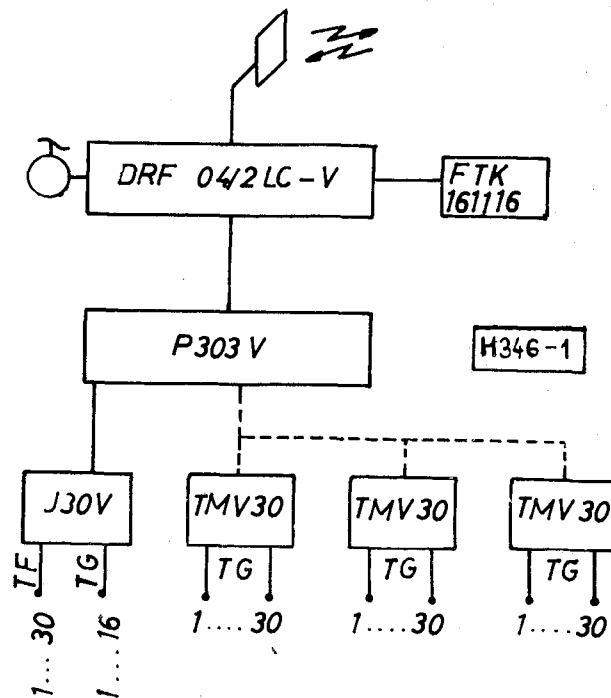 DRF 04/2 LC-V
FTK
161116
P303 V
H346-1
J30V
TMV30
TMV30
TMV30
TF
TG
TG
TG
TG
1...30
1...16
1....30
1....30
1....30